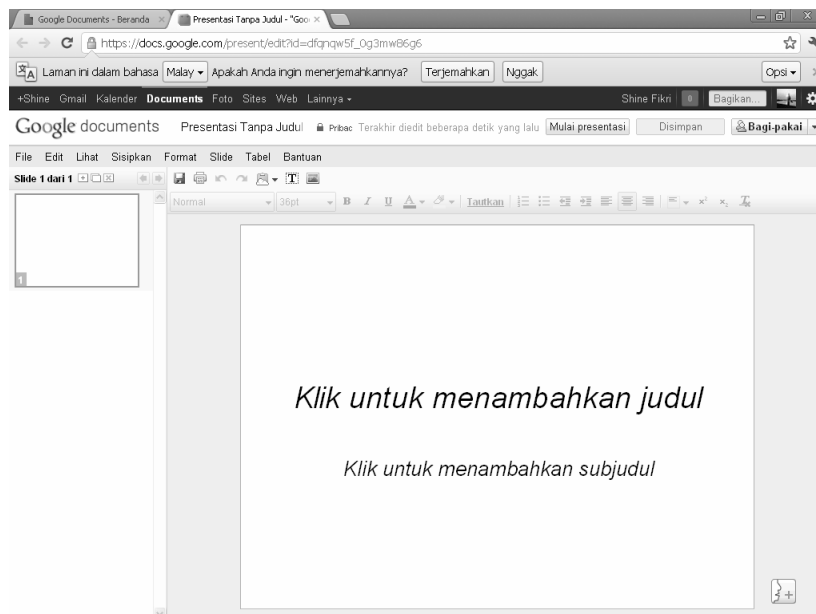 Google Documents - Beranda
Presentasi Tanpa Judul - "Goo
https://docs.google.com/present/edit?id=dfqnqw5f_0g3mw86g6
Laman ini dalam bahasa Malay Apakah Anda ingin menerjemahkannya? Terjemahkan Nggak Opsi
+Shine Gmail Kalender Documents Foto Sites Web Lainnya Shine Fikri 0 Bagikan...
Google documents Presentasi Tanpa Judul Pribac Terakhir diedit beberapa detik yang lalu Mulai presentasi Disimpan Bagi-pakai
File Edit Lihat Sisipkan Format Slide Tabel Bantuan
Slide 1 dari 1
Normal 36pt B I U A Tautkan
1
Klik untuk menambahkan judul
Klik untuk menambahkan subjudul